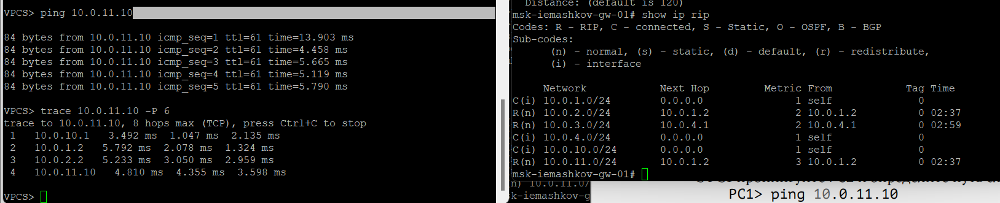 VPCS> ping 10.0.11.10
84 bytes from 10.0.11.10 icmp_seq=1 ttl=61 time=13.903 ms
84 bytes from 10.0.11.10 icmp_seq=2 ttl=61 time=4.458 ms
84 bytes from 10.0.11.10 icmp_seq=3 ttl=61 time=5.665 ms
84 bytes from 10.0.11.10 icmp_seq=4 ttl=61 time=5.119 ms
84 bytes from 10.0.11.10 icmp_seq=5 ttl=61 time=5.790 ms
VPCS> trace 10.0.11.10 -P 6
trace to 10.0.11.10, 8 hops max (TCP), press Ctrl+C to stop
1 10.0.10.1 3.492 ms 1.047 ms 2.135 ms
2 10.0.1.2 5.792 ms 2.078 ms 1.324 ms
3 10.0.2.2 5.233 ms 3.050 ms 2.959 ms
4 10.0.11.10 4.810 ms 4.355 ms 3.598 ms
VPCS>
Distance: (default is 120)
msk-iemashkov-gw-01# show ip rip
Codes: R - RIP, C - connected, S - Static, O - OSPF, B - BGP
Sub-codes:
(n) - normal, (s) - static, (d) - default, (r) - redistribute,
(i) - interface
Network Next Hop Metric From Tag Time
C(i) 10.0.1.0/24 0.0.0.0 1 self 0
R(n) 10.0.2.0/24 10.0.1.2 2 10.0.1.2 0 02:37
R(n) 10.0.3.0/24 10.0.4.1 2 10.0.4.1 0 02:59
C(i) 10.0.4.0/24 0.0.0.0 1 self 0
C(i) 10.0.10.0/24 0.0.0.0 1 self 0
R(n) 10.0.11.0/24 10.0.1.2 3 10.0.1.2 0 02:37
msk-iemashkov-gw-01#
n) 10.0.11.0/
sk-iemashkov-g
PC1> ping 10.0.11.10